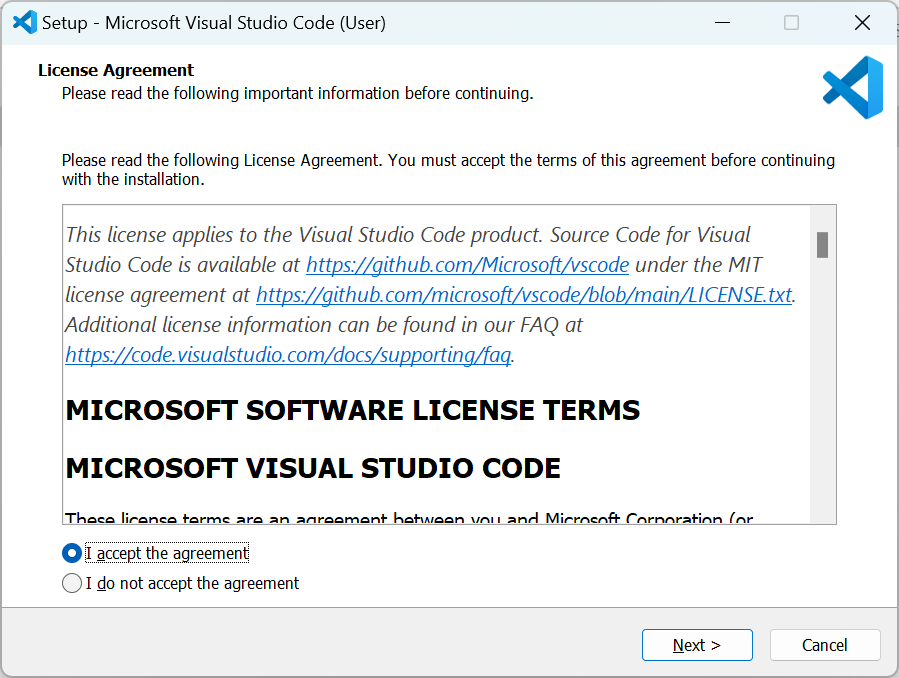 Setup - Microsoft Visual Studio Code (User)
License Agreement
Please read the following important information before continuing.
Please read the following License Agreement. You must accept the terms of this agreement before continuing
with the installation.
This license applies to the Visual Studio Code product. Source Code for Visual
Studio Code is available at https://github.com/Microsoft/vscode under the MIT
license agreement at https://github.com/microsoft/vscode/blob/main/LICENSE.txt.
Additional license information can be found in our FAQ at
https://code.visualstudio.com/docs/supporting/faq.
MICROSOFT SOFTWARE LICENSE TERMS
MICROSOFT VISUAL STUDIO CODE
These license terms are an agreement between you and Microsoft Corporation (or
I accept the agreement
I do not accept the agreement
Next >
Cancel